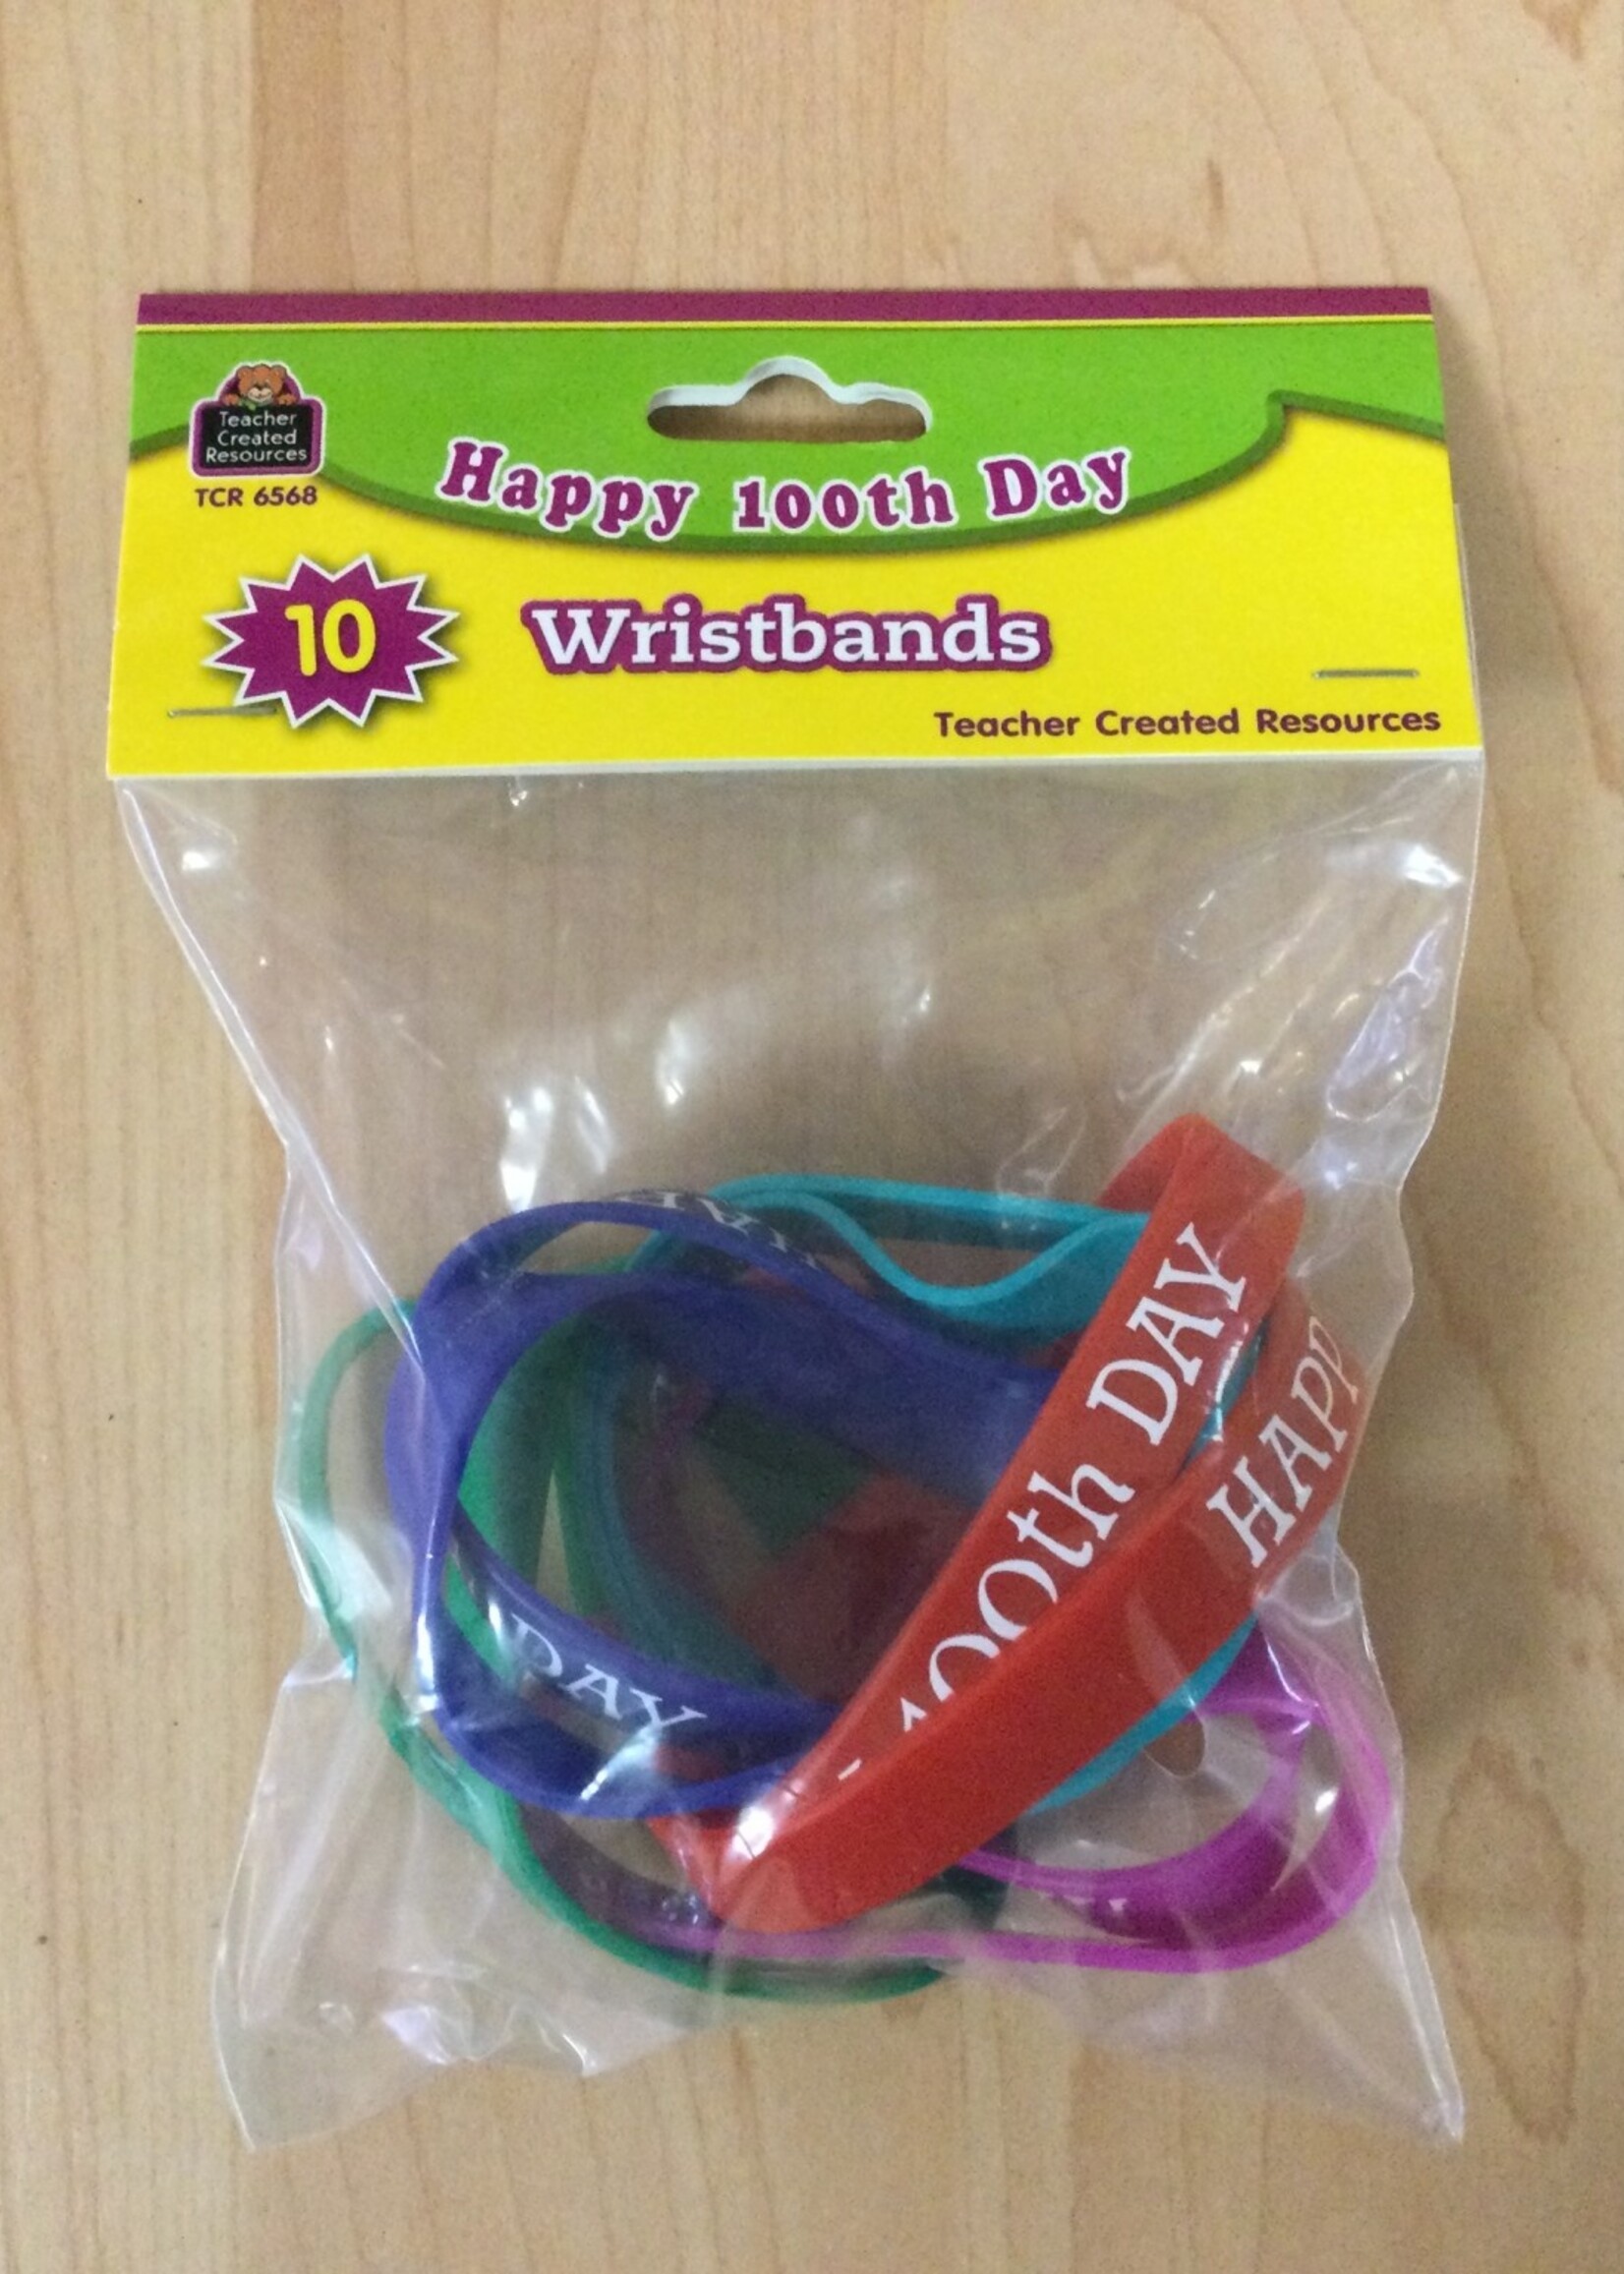 Teacher
Created
Resources
TCR 6568
Happy 100th Day
10
Wristbands
Teacher Created Resources
100th DAY
HAPP
DAY